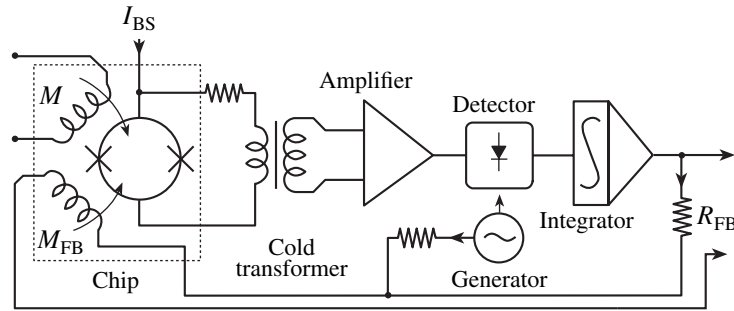 I_BS
Amplifier
Detector
M
Integrator
R_FB
M_FB
Cold
transformer
Generator
Chip